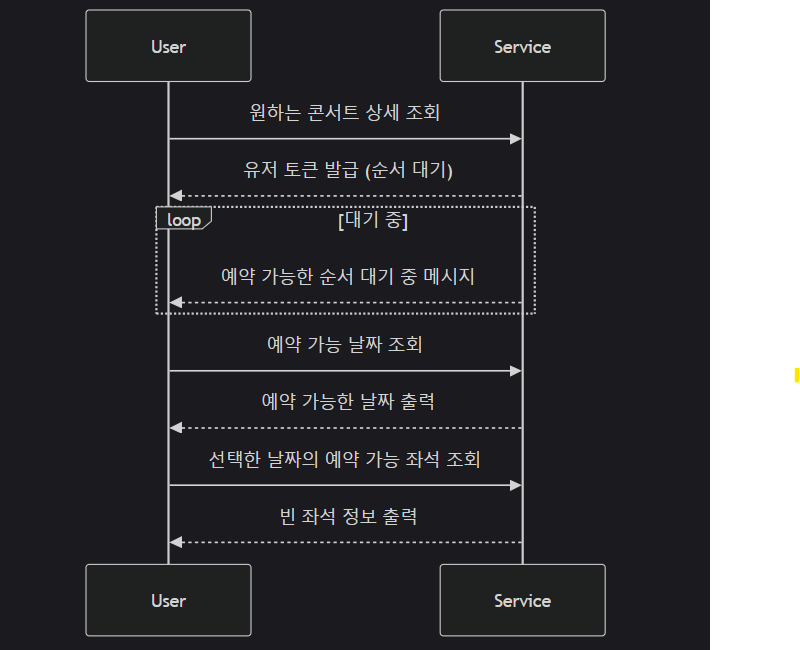 User
Service
원하는 콘서트 상세 조회
유저 토큰 발급 (순서 대기)
loop
[대기 중]
예약 가능한 순서 대기 중 메시지
예약 가능 날짜 조회
예약 가능한 날짜 출력
선택한 날짜의 예약 가능 좌석 조회
빈 좌석 정보 출력
User
Service